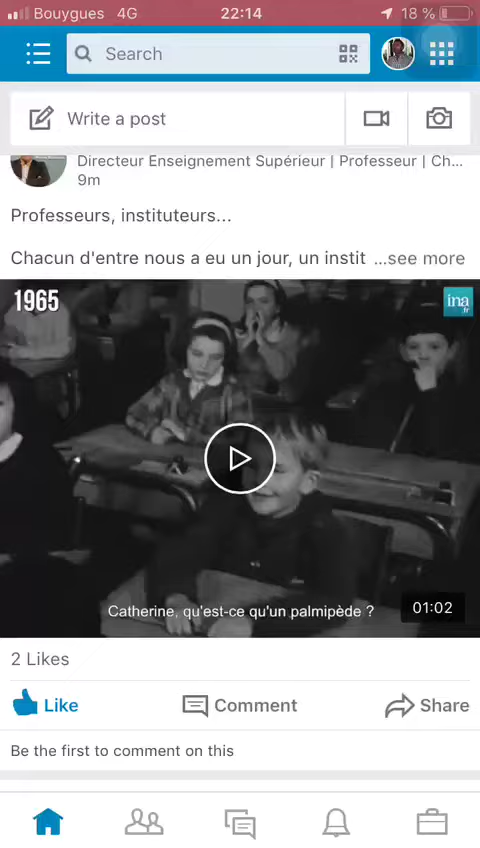 Bouygues 4G 22:14 18 %
Search
Write a post
Directeur Enseignement Supérieur | Professeur | Ch...
9m
Professeurs, instituteurs...
Chacun d'entre nous a eu un jour, un instit ...see more
1965
ina
.fr
Catherine, qu'est-ce qu'un palmipède ?
01:02
2 Likes
Like Comment Share
Be the first to comment on this